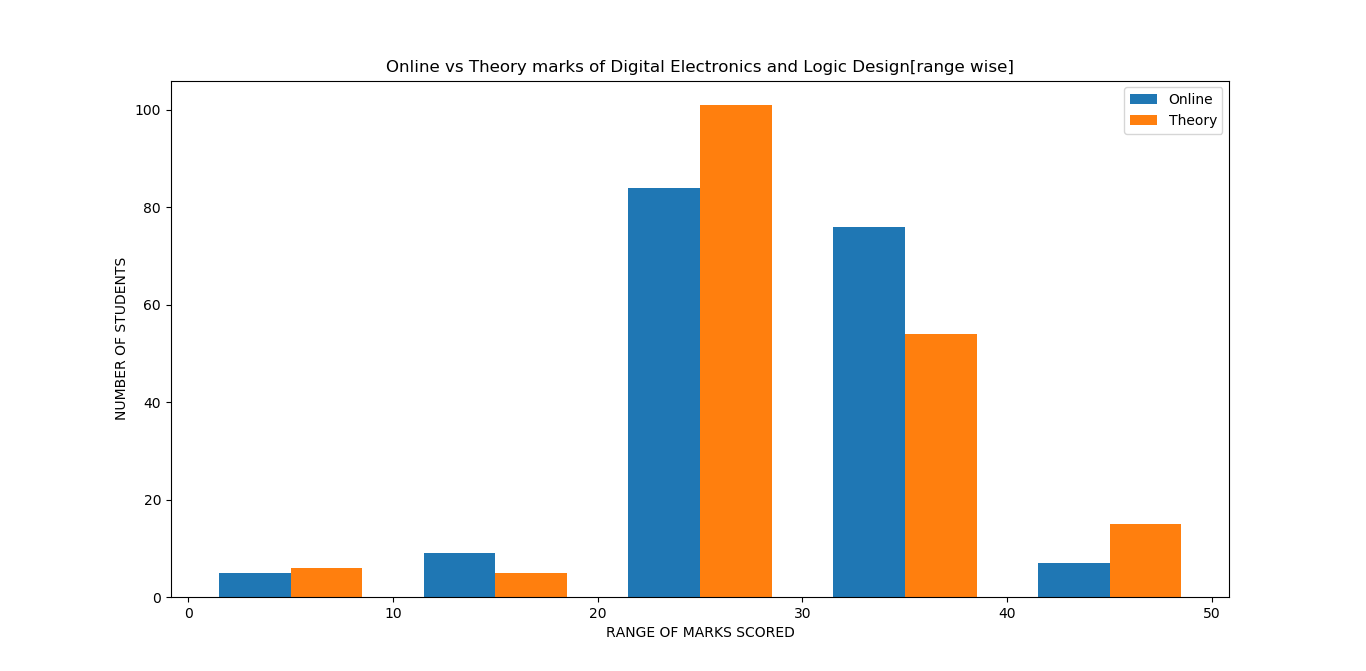 Online vs Theory marks of Digital Electronics and Logic Design[range wise]
Online
Theory
NUMBER OF STUDENTS
100
80
60
40
20
0
0 10 20 30 40 50
RANGE OF MARKS SCORED